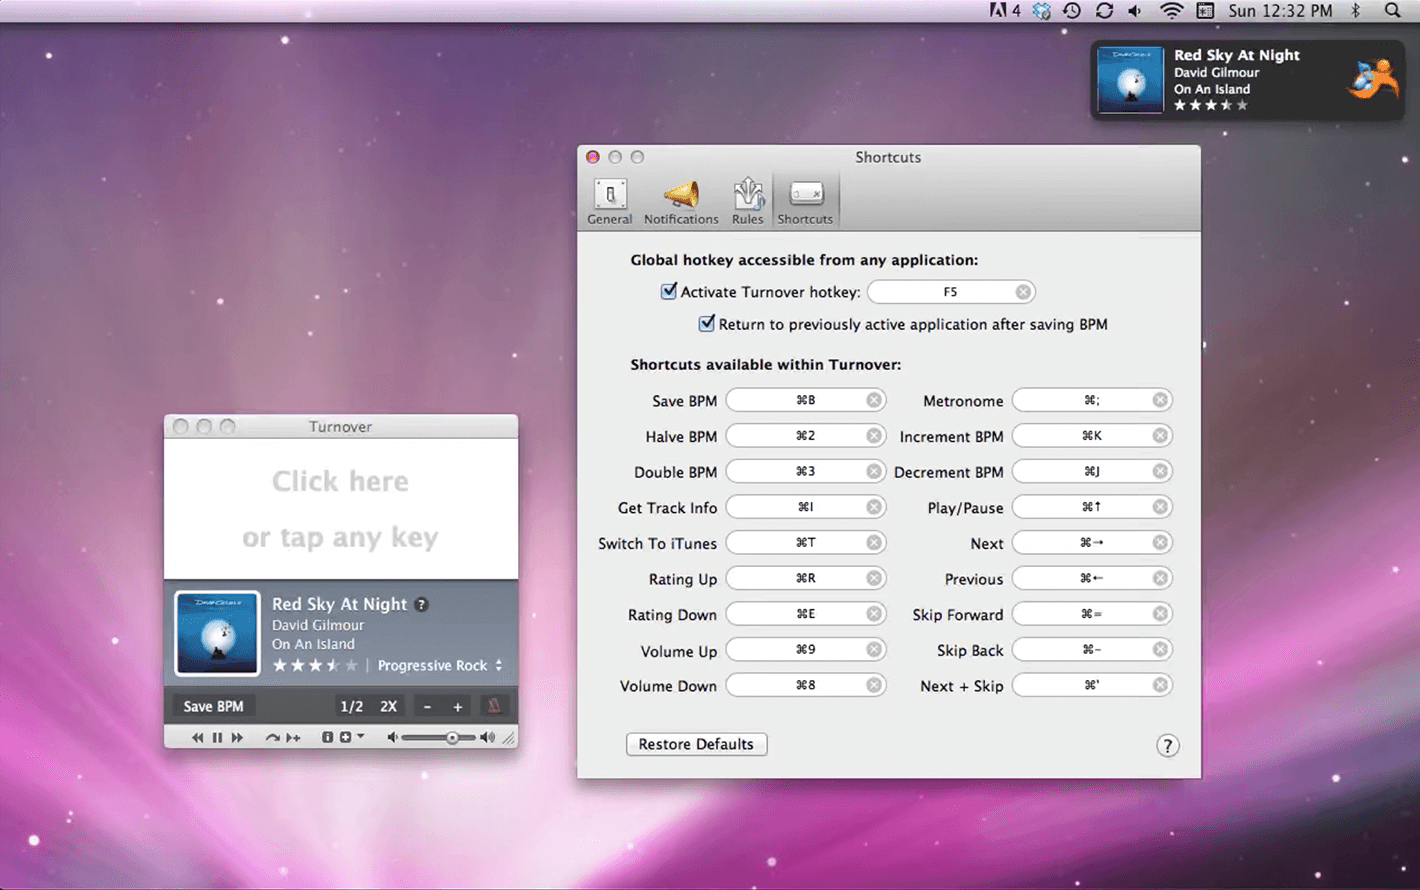 4
Sun 12:32 PM
Red Sky At Night
David Gilmour
On An Island
Shortcuts
General
Notifications
Rules
Shortcuts
Global hotkey accessible from any application:
Activate Turnover hotkey: F5
Return to previously active application after saving BPM
Shortcuts available within Turnover:
Save BPM ⌘B
Metronome ⌘;
Halve BPM ⌘2
Increment BPM ⌘K
Double BPM ⌘3
Decrement BPM ⌘J
Get Track Info ⌘I
Play/Pause ⌘↑
Switch To iTunes ⌘T
Next ⌘→
Rating Up ⌘R
Previous ⌘←
Rating Down ⌘E
Skip Forward ⌘=
Volume Up ⌘9
Skip Back ⌘-
Volume Down ⌘8
Next + Skip ⌘'
Restore Defaults
?
Turnover
Click here
or tap any key
Red Sky At Night ?
David Gilmour
On An Island
| Progressive Rock
Save BPM
1/2 2X - +